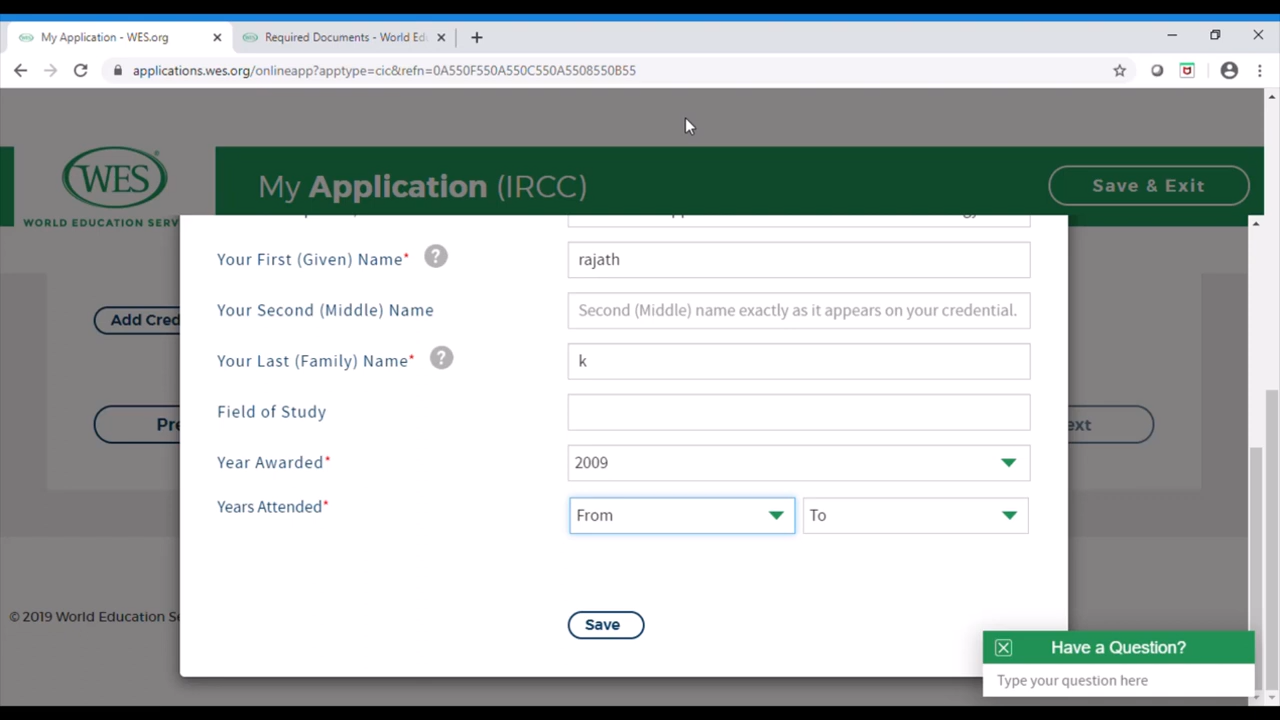 My Application - WES.org
Required Documents - World Ed
applications.wes.org/onlineapp?apptype=cic&refn=0A550F550A550C550A5508550B55
WES
WORLD EDUCATION SERV
My Application (IRCC)
Save & Exit
Your First (Given) Name* ?
rajath
Your Second (Middle) Name
Second (Middle) name exactly as it appears on your credential.
Your Last (Family) Name* ?
k
Add Cred
Field of Study
Pre
ext
Year Awarded*
2009
Years Attended*
From
To
© 2019 World Education Se
Save
Have a Question?
Type your question here